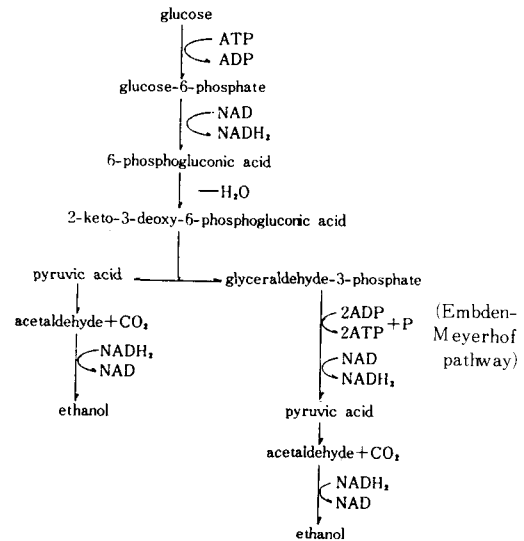 glucose
ATP
ADP
glucose-6-phosphate
NAD
NADH₂
6-phosphogluconic acid
—H₂O
2-keto-3-deoxy-6-phosphogluconic acid
pyruvic acid
glyceraldehyde-3-phosphate
acetaldehyde+CO₂
NADH₂
NAD
ethanol
2ADP
2ATP
+P
(Embden-
Meyerhof
pathway)
NAD
NADH₂
pyruvic acid
acetaldehyde+CO₂
NADH₂
NAD
ethanol